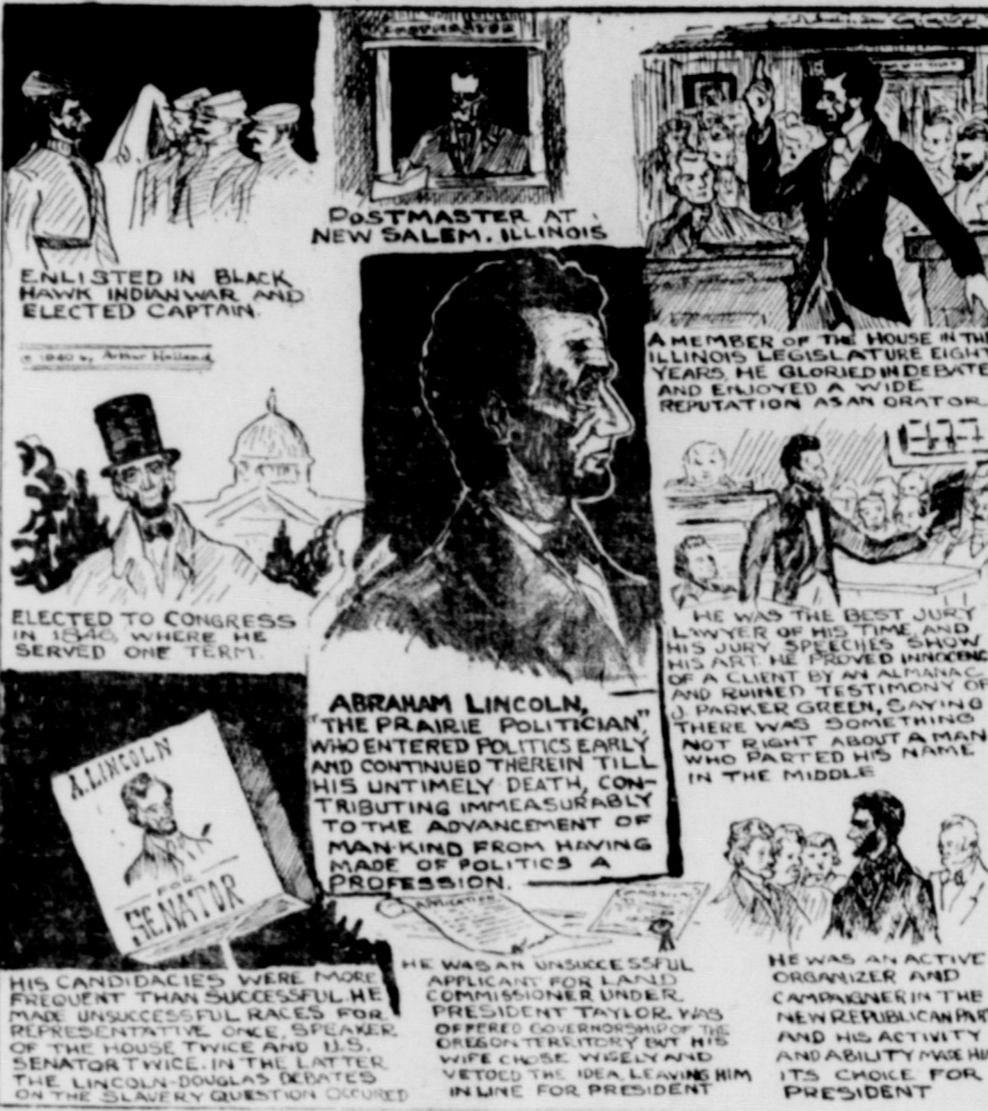 POSTMASTER AT
NEW SALEM. ILLINOIS
ENLISTED IN BLACK
HAWK INDIAN WAR AND
ELECTED CAPTAIN.
© 1940 by Arthur Holland
A MEMBER OF THE HOUSE IN THE
ILLINOIS LEGISLATURE EIGHT
YEARS, HE GLORIED IN DEBATE
AND ENJOYED A WIDE
REPUTATION AS AN ORATOR
ELECTED TO CONGRESS
IN 1846, WHERE HE
SERVED ONE TERM.
HE WAS THE BEST JURY
LAWYER OF HIS TIME, AND
HIS JURY SPEECHES SHOW
HIS ART. HE PROVED INNOCENC
OF A CLIENT BY AN ALMANAC
AND RUINED TESTIMONY OF
J. PARKER GREEN, SAYING
THERE WAS SOMETHING
NOT RIGHT ABOUT A MAN
WHO PARTED HIS NAME
IN THE MIDDLE
ABRAHAM LINCOLN,
"THE PRAIRIE POLITICIAN",
WHO ENTERED POLITICS EARLY
AND CONTINUED THEREIN TILL
HIS UNTIMELY DEATH, CON-
TRIBUTING IMMEASURABLY
TO THE ADVANCEMENT OF
MAN-KIND FROM HAVING
MADE OF POLITICS A
PROFESSION.
A. LINCOLN
FOR
SENATOR
APPLICATION
HIS CANDIDACIES WERE MORE
FREQUENT THAN SUCCESSFUL. HE
MADE UNSUCCESSFUL RACES FOR
REPRESENTATIVE ONCE, SPEAKER
OF THE HOUSE TWICE AND U.S.
SENATOR TWICE. IN THE LATTER
THE LINCOLN-DOUGLAS DEBATES
ON THE SLAVERY QUESTION OCCURED
HE WAS AN UNSUCCESSFUL
APPLICANT FOR LAND
COMMISSIONER UNDER
PRESIDENT TAYLOR. WAS
OFFERED GOVERNORSHIP OF THE
OREGON TERRITORY BUT HIS
WIFE CHOSE WISELY AND
VETOED THE IDEA, LEAVING HIM
IN LINE FOR PRESIDENT
HE WAS AN ACTIVE
ORGANIZER AND
CAMPAIGNER IN THE
NEW REPUBLICAN PAR
AND HIS ACTIVITY
AND ABILITY MADE HI
ITS CHOICE FOR
PRESIDENT